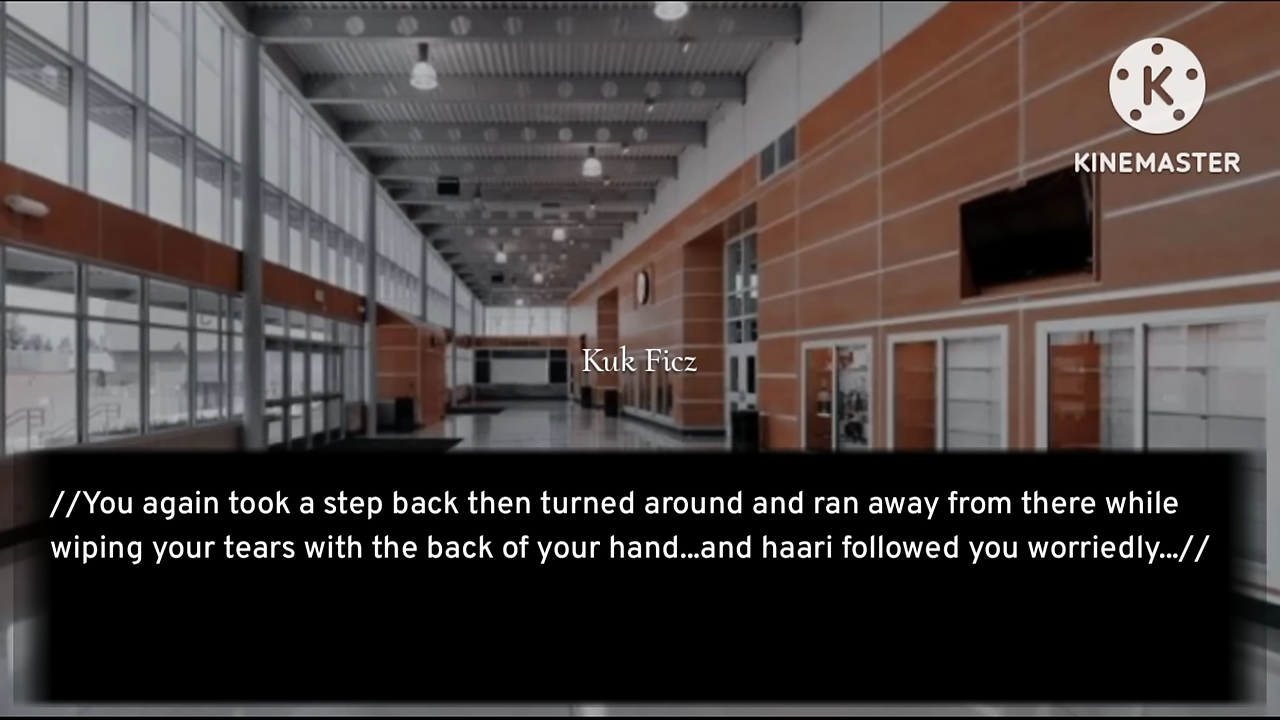 K
KINEMASTER
Kuk Ficz
//You again took a step back then turned around and ran away from there while
wiping your tears with the back of your hand...and haari followed you worriedly...//